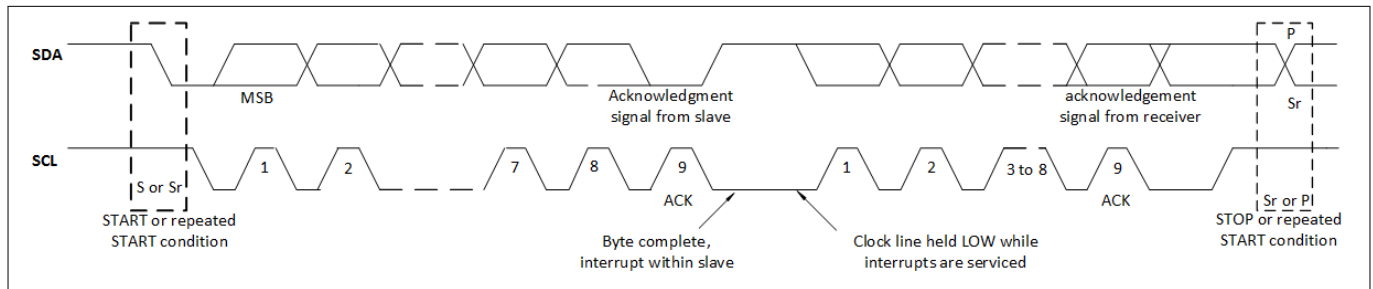 P
SDA
MSB
Acknowledgment
signal from slave
acknowledgement
signal from receiver
Sr
SCL
1
2
7
8
9
1
2
3 to 8
9
S or Sr
ACK
ACK
Sr or P
START or repeated
START condition
Byte complete,
interrupt within slave
Clock line held LOW while
interrupts are serviced
STOP or repeated
START condition